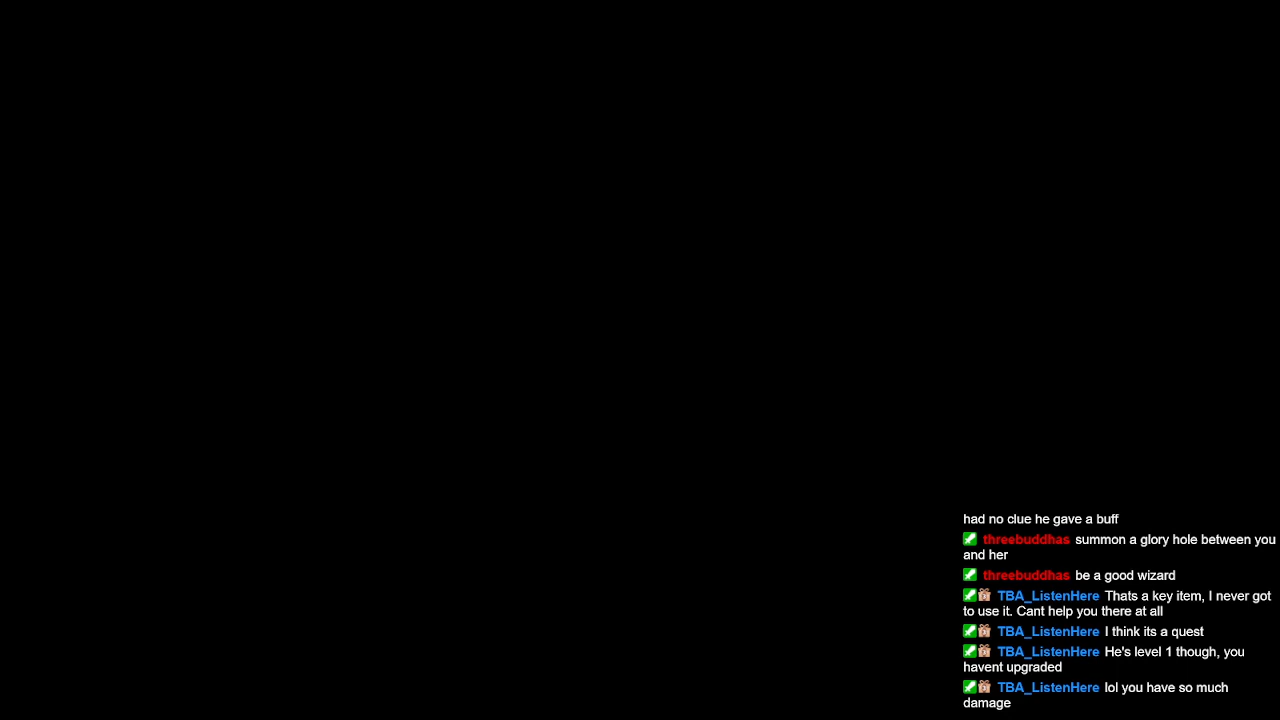 had no clue he gave a buff
threebuddhas summon a glory hole between you
and her
threebuddhas be a good wizard
TBA_ListenHere Thats a key item, I never got
to use it. Cant help you there at all
TBA_ListenHere I think its a quest
TBA_ListenHere He's level 1 though, you
havent upgraded
TBA_ListenHere lol you have so much
damage